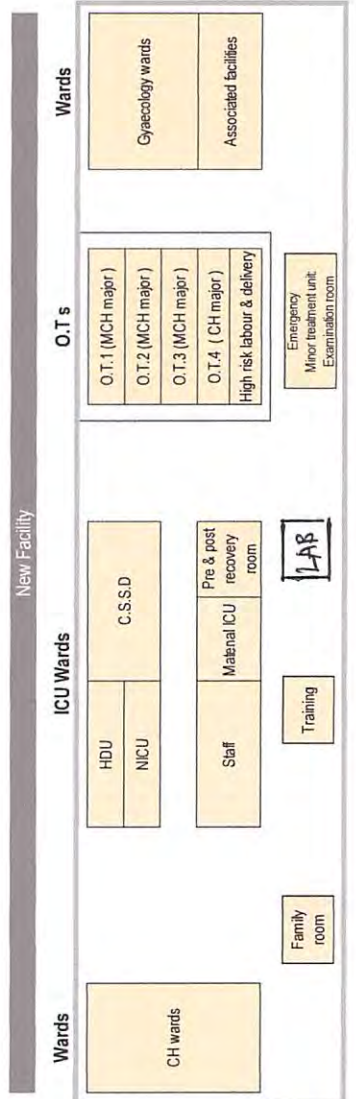 New Facility
Wards
ICU Wards
O.T s
Wards
CH wards
HDU
NICU
C.S.S.D
Staff
Matenal ICU
Pre & post
recovery
room
O.T.1 (MCH major )
O.T.2 (MCH major )
O.T.3 (MCH major )
O.T.4 ( CH major )
High risk labour & delivery
Gyaecology wards
Associated facilities
Family
room
Training
LAB
Emergency
Minor treatment unit
Examination room